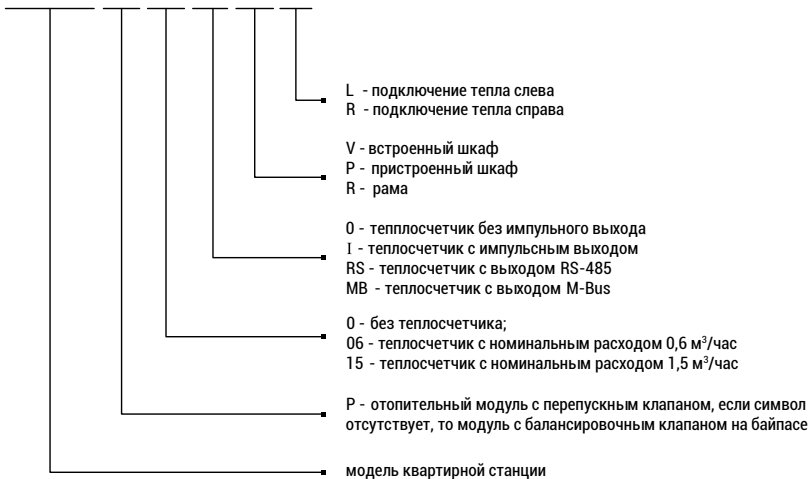 L - подключение тепла слева
R - подключение тепла справа
V - встроенный шкаф
P - пристроенный шкаф
R - рама
0 - тепплосчетчик без импульного выхода
I - теплосчетчик с импульсным выходом
RS - теплосчетчик с выходом RS-485
MB - теплосчетчик с выходом M-Bus
0 - без теплосчетчика;
06 - теплосчетчик с номинальным расходом 0,6 м³/час
15 - теплосчетчик с номинальным расходом 1,5 м³/час
P - отопительный модуль с перепускным клапаном, если символ
отсутствует, то модуль с балансировочным клапаном на байпасе
модель квартирной станции